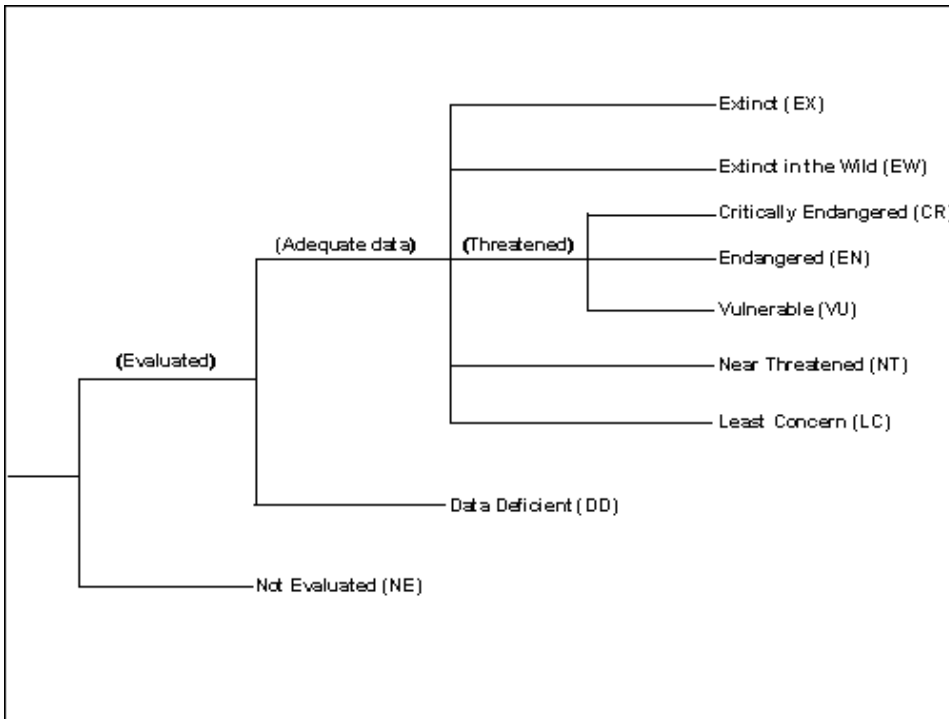 Extinct (EX)
Extinct in the Wild (EW)
Critically Endangered (CR)
(Adequate data)
(Threatened)
Endangered (EN)
Vulnerable (VU)
(Evaluated)
Near Threatened (NT)
Least Concern (LC)
Data Deficient (DD)
Not Evaluated (NE)